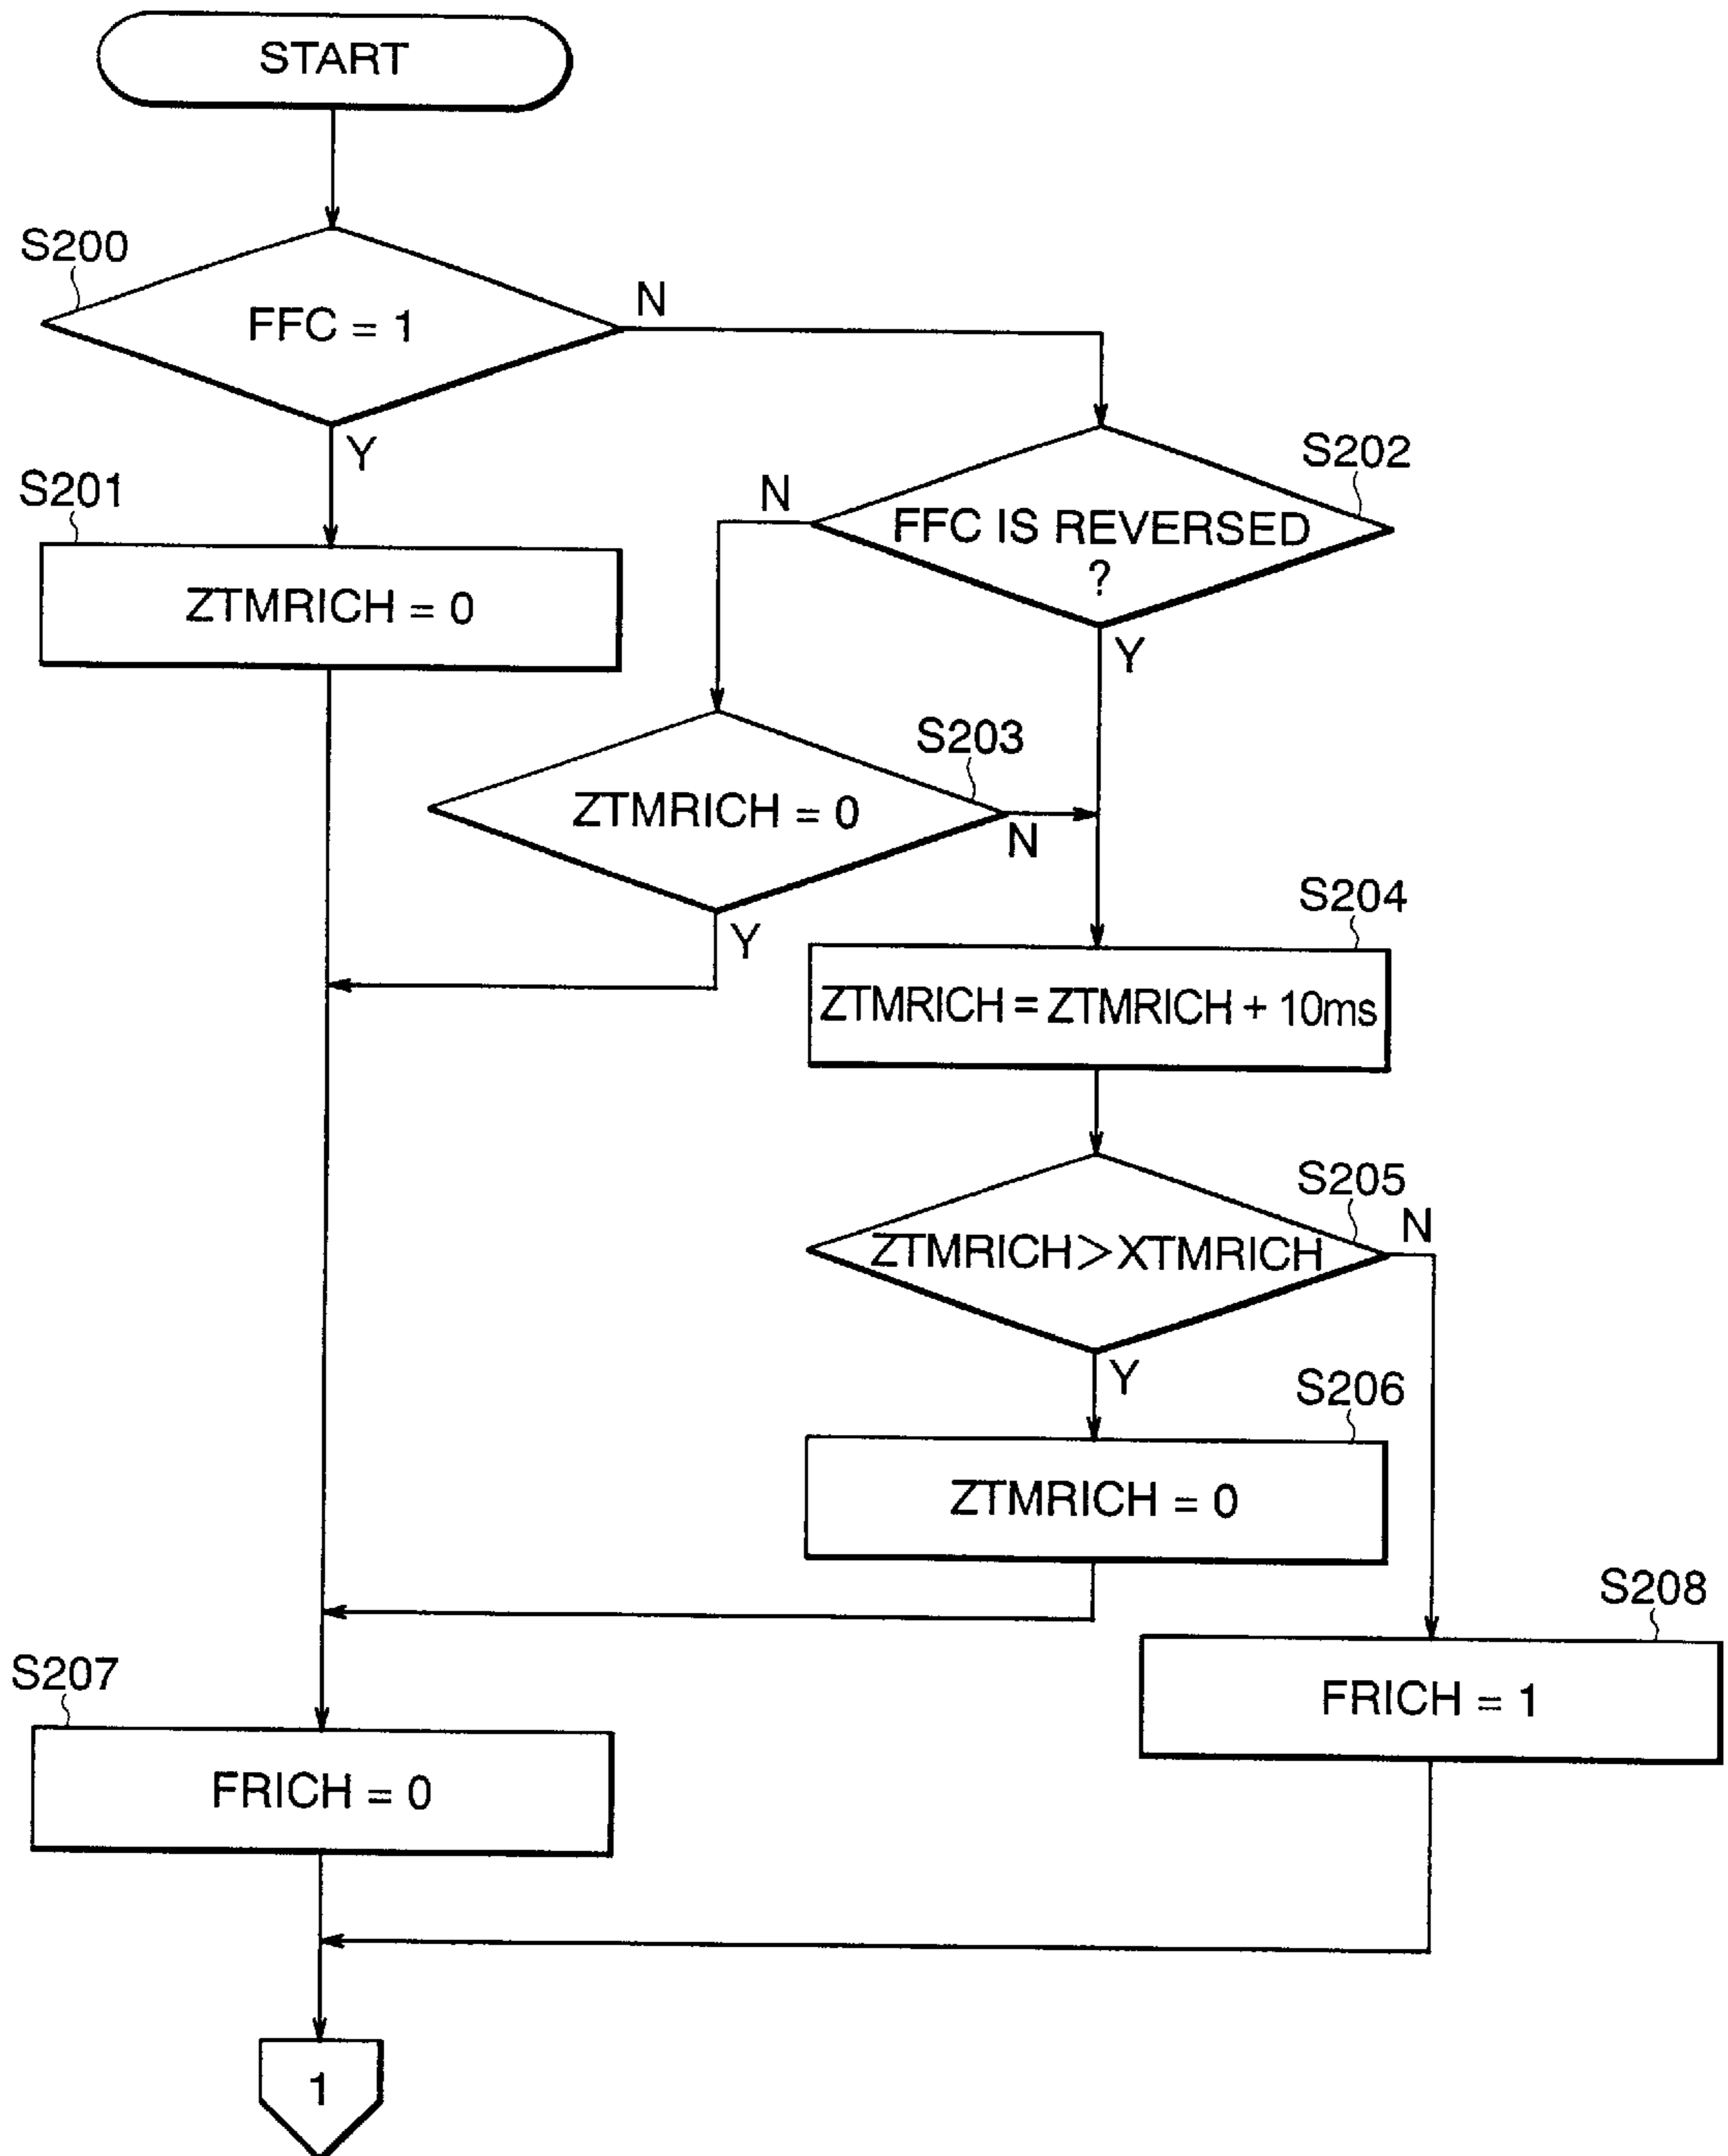 START
S200
FFC = 1
N
Y
S201
ZTMRICH = 0
S202
N
FFC IS REVERSED
?
Y
S203
ZTMRICH = 0
N
Y
S204
ZTMRICH = ZTMRICH + 10ms
S205
ZTMRICH > XTMRICH
N
Y
S206
ZTMRICH = 0
S208
FRICH = 1
S207
FRICH = 0
1